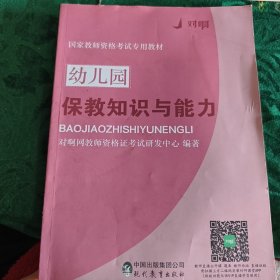 对啊
国家教师资格考试专用教材
幼儿园
保教知识与能力
BAOJIAOZHISHIYUNENGLI
对啊网教师资格证考试研发中心 编著
中国出版集团公司
现代教育出版社